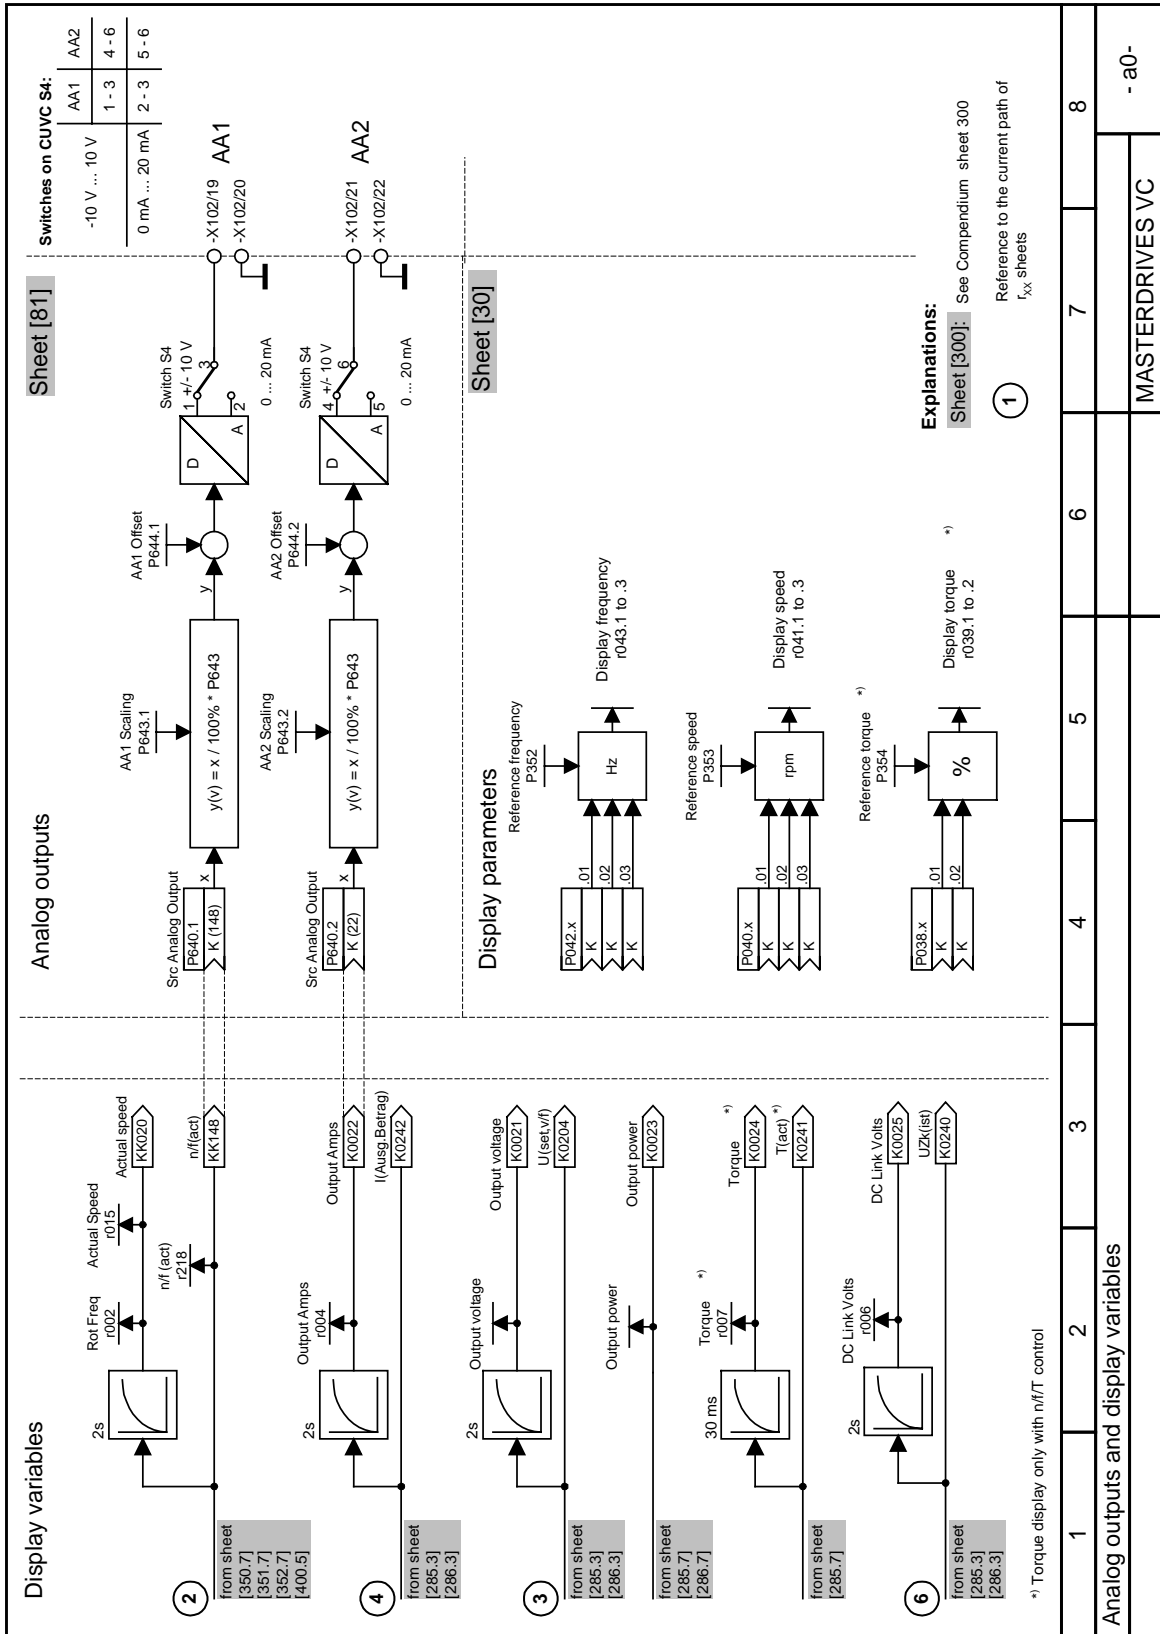 Display variables
Analog outputs
Sheet [81]
Switches on CUVC S4:
AA1 AA2
-10 V ... 10 V 1 - 3 4 - 6
0 mA ... 20 mA 2 - 3 5 - 6
2s
Rot Freq
r002
Actual Speed
r015
Actual speed
KK020
n/f (act)
r218
n/f(act)
KK148
2
from sheet
[350.7]
[351.7]
[352.7]
[400.5]
Src Analog Output
P640.1
K (148)
x
AA1 Scaling
P643.1
y(v) = x / 100% * P643
y
AA1 Offset
P644.1
D
A
Switch S4
1 +/- 10 V
3
2
0 ... 20 mA
-X102/19
AA1
-X102/20
2s
Output Amps
r004
Output Amps
K0022
I(Ausg.Betrag)
K0242
4
from sheet
[285.3]
[286.3]
Src Analog Output
P640.2
K (22)
x
AA2 Scaling
P643.2
y(v) = x / 100% * P643
y
AA2 Offset
P644.2
D
A
Switch S4
4 +/- 10 V
6
5
0 ... 20 mA
-X102/21
AA2
-X102/22
2s
Output voltage
Output voltage
K0021
U(set,v/f)
K0204
3
from sheet
[285.3]
[286.3]
Output power
Output power
K0023
from sheet
[285.7]
[286.7]
30 ms
Torque *)
r007
Torque *)
K0024
T(act) *)
K0241
from sheet
[285.7]
2s
DC Link Volts
r006
DC Link Volts
K0025
UZk(ist)
K0240
6
from sheet
[285.3]
[286.3]
Display parameters
Sheet [30]
Reference frequency
P352
P042.x
K .01
K .02
K .03
Hz
Display frequency
r043.1 to .3
Reference speed
P353
P040.x
K .01
K .02
K .03
rpm
Display speed
r041.1 to .3
Reference torque *)
P354
P038.x
K .01
K .02
%
Display torque *)
r039.1 to .2
Explanations:
Sheet [300]: See Compendium sheet 300
1
Reference to the current path of
rXX sheets
*) Torque display only with n/f/T control
1 2 3 4 5 6 7 8
Analog outputs and display variables
- a0-
MASTERDRIVES VC